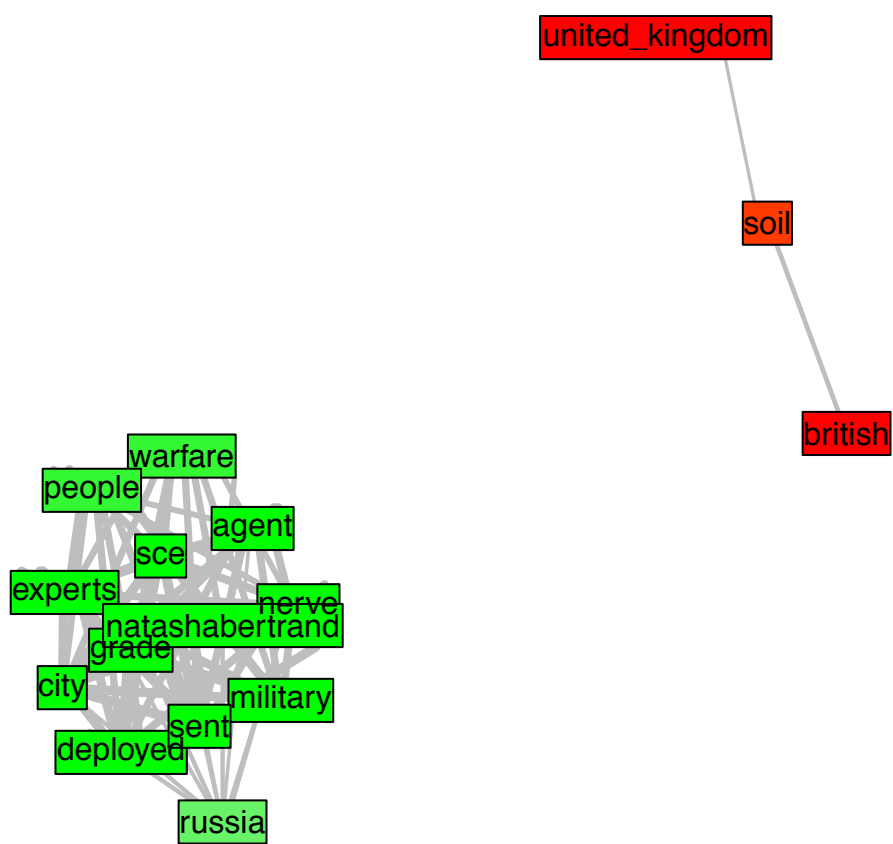 united_kingdom
soil
british
warfare
people
agent
sce
experts
nerve
natashabertrand
grade
city
military
sent
deployed
russia